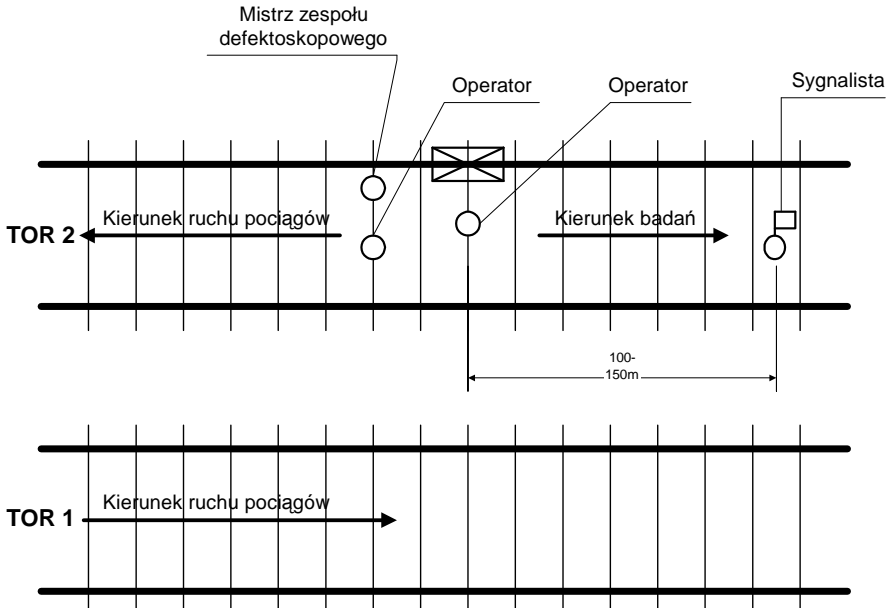 Mistrz zespołu
defektoskopowego
Operator
Operator
Sygnalista
Kierunek ruchu pociągów
Kierunek badań
TOR 2
100-
150m
Kierunek ruchu pociągów
TOR 1